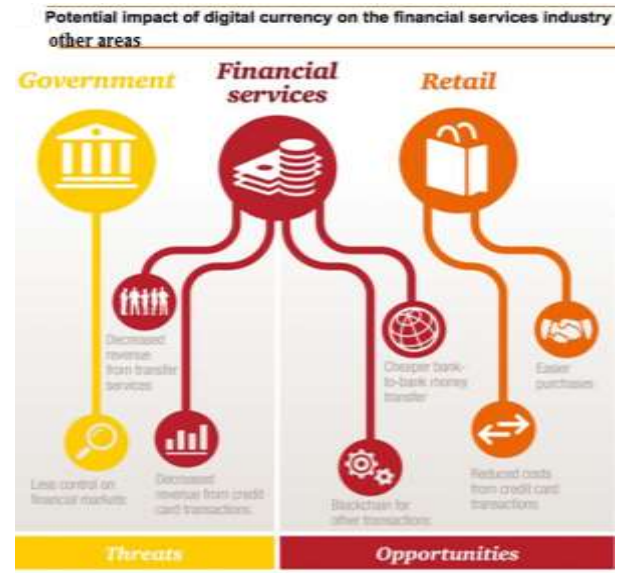 Potential impact of digital currency on the financial services industry
other areas
Government
Financial
services
Retail
Decreased
revenue
from transfer
services
Cheaper bank-
to-bank money
transfer
Easier
purchases
Less control on
financial markets
Decreased
revenue from credit
card transactions.
Blockchain for
other transactions
Reduced costs
from credit card
transactions
Threats
Opportunities